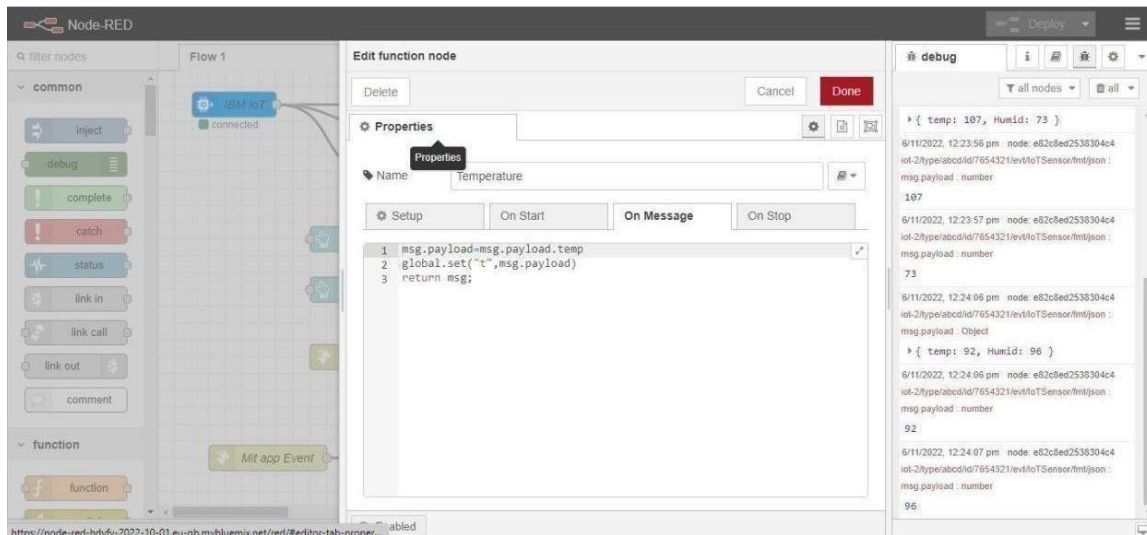 Node-RED
Deploy
filter nodes
common
inject
debug
complete
catch
status
link in
link call
link out
comment
function
function
Flow 1
IBM IoT
connected
Mit app Event
Edit function node
Delete
Cancel
Done
Properties
Properties
Name
Temperature
Setup
On Start
On Message
On Stop
1 msg.payload=msg.payload.temp
2 global.set("t",msg.payload)
3 return msg;
debug
all nodes
all
{ temp: 107, Humid: 73 }
6/11/2022, 12:23:56 pm node: e82c8ed2538304c4
iot-2/type/abcd/id/7654321/evt/IoTSensor/fmt/json :
msg.payload : number
107
6/11/2022, 12:23:57 pm node: e82c8ed2538304c4
iot-2/type/abcd/id/7654321/evt/IoTSensor/fmt/json :
msg.payload : number
73
6/11/2022, 12:24:06 pm node: e82c8ed2538304c4
iot-2/type/abcd/id/7654321/evt/IoTSensor/fmt/json :
msg.payload : Object
{ temp: 92, Humid: 96 }
6/11/2022, 12:24:06 pm node: e82c8ed2538304c4
iot-2/type/abcd/id/7654321/evt/IoTSensor/fmt/json :
msg.payload : number
92
6/11/2022, 12:24:07 pm node: e82c8ed2538304c4
iot-2/type/abcd/id/7654321/evt/IoTSensor/fmt/json :
msg.payload : number
96